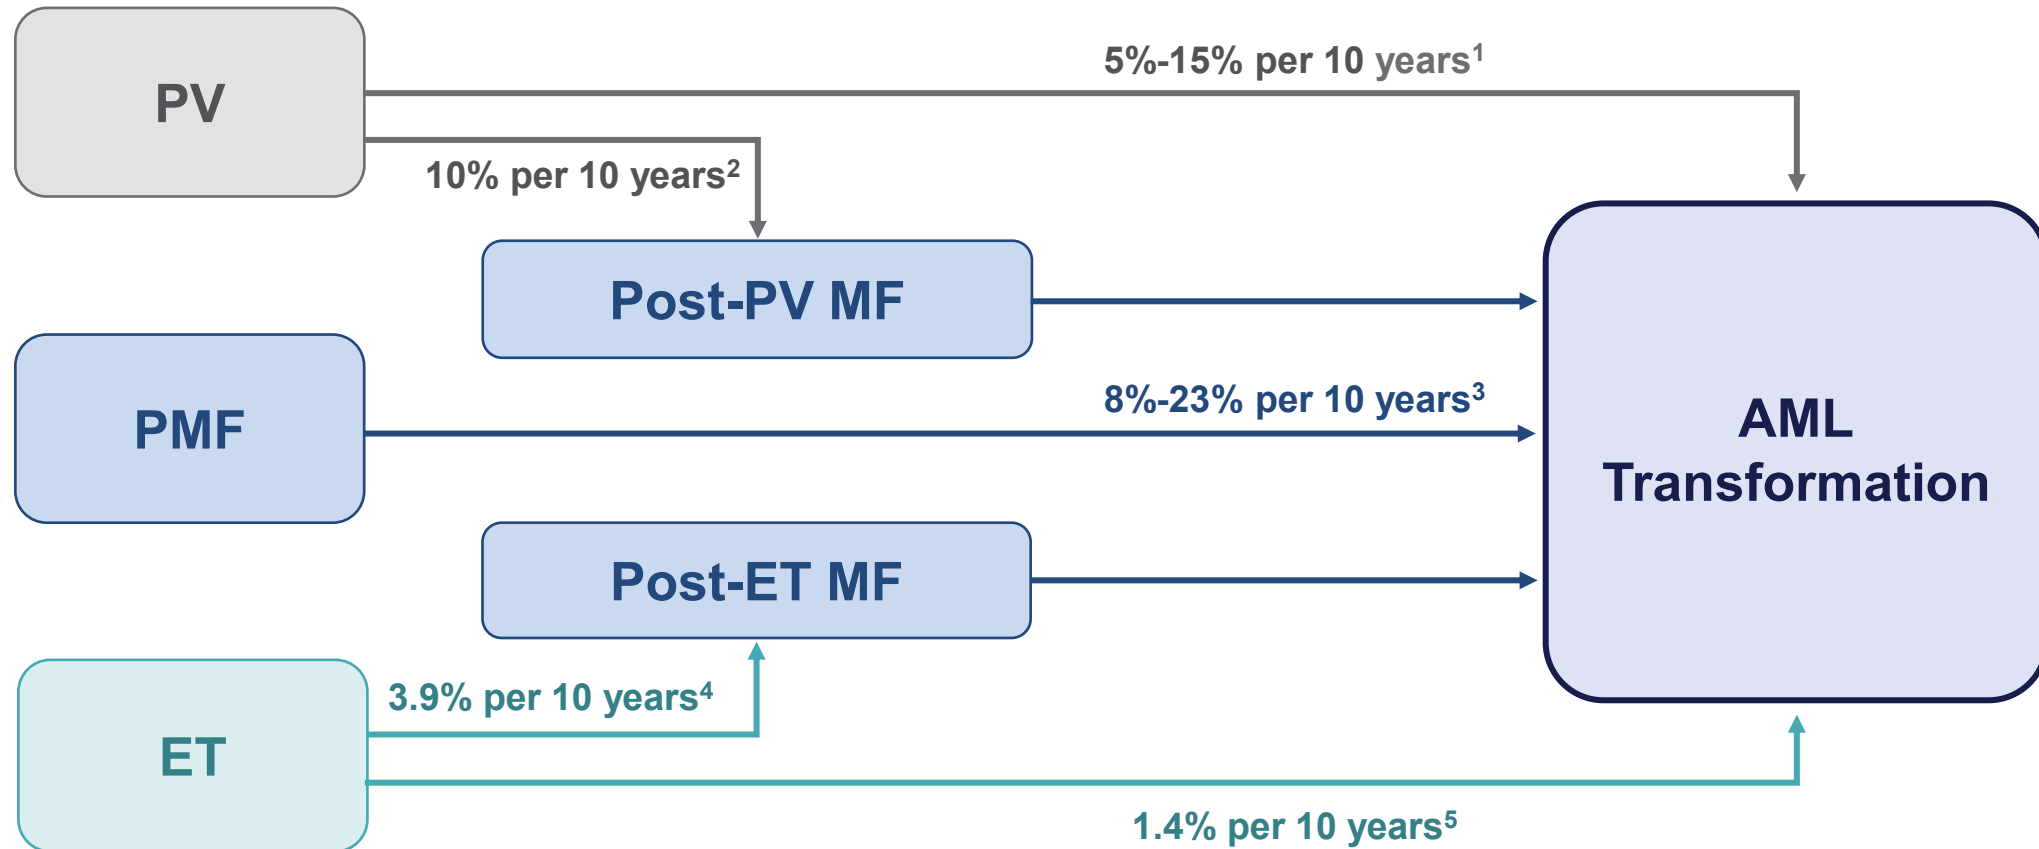 PV
5%-15% per 10 years¹
10% per 10 years²
Post-PV MF
PMF
8%-23% per 10 years³
AML
Transformation
Post-ET MF
3.9% per 10 years⁴
ET
1.4% per 10 years⁵